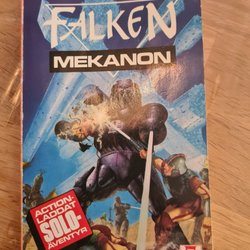 FALKEN
MEKANON
ACTION-
LADDAT
SOLO-
ÄVENTYR